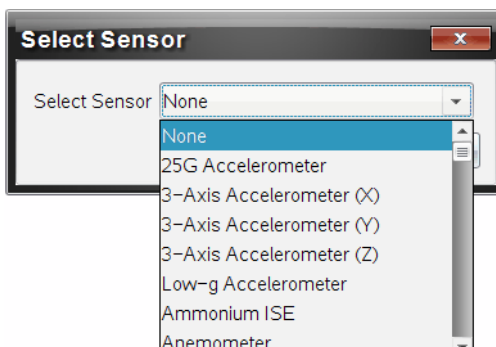 Select Sensor
Select Sensor None
None
25G Accelerometer
3-Axis Accelerometer (X)
3-Axis Accelerometer (Y)
3-Axis Accelerometer (Z)
Low-g Accelerometer
Ammonium ISE
Anemometer